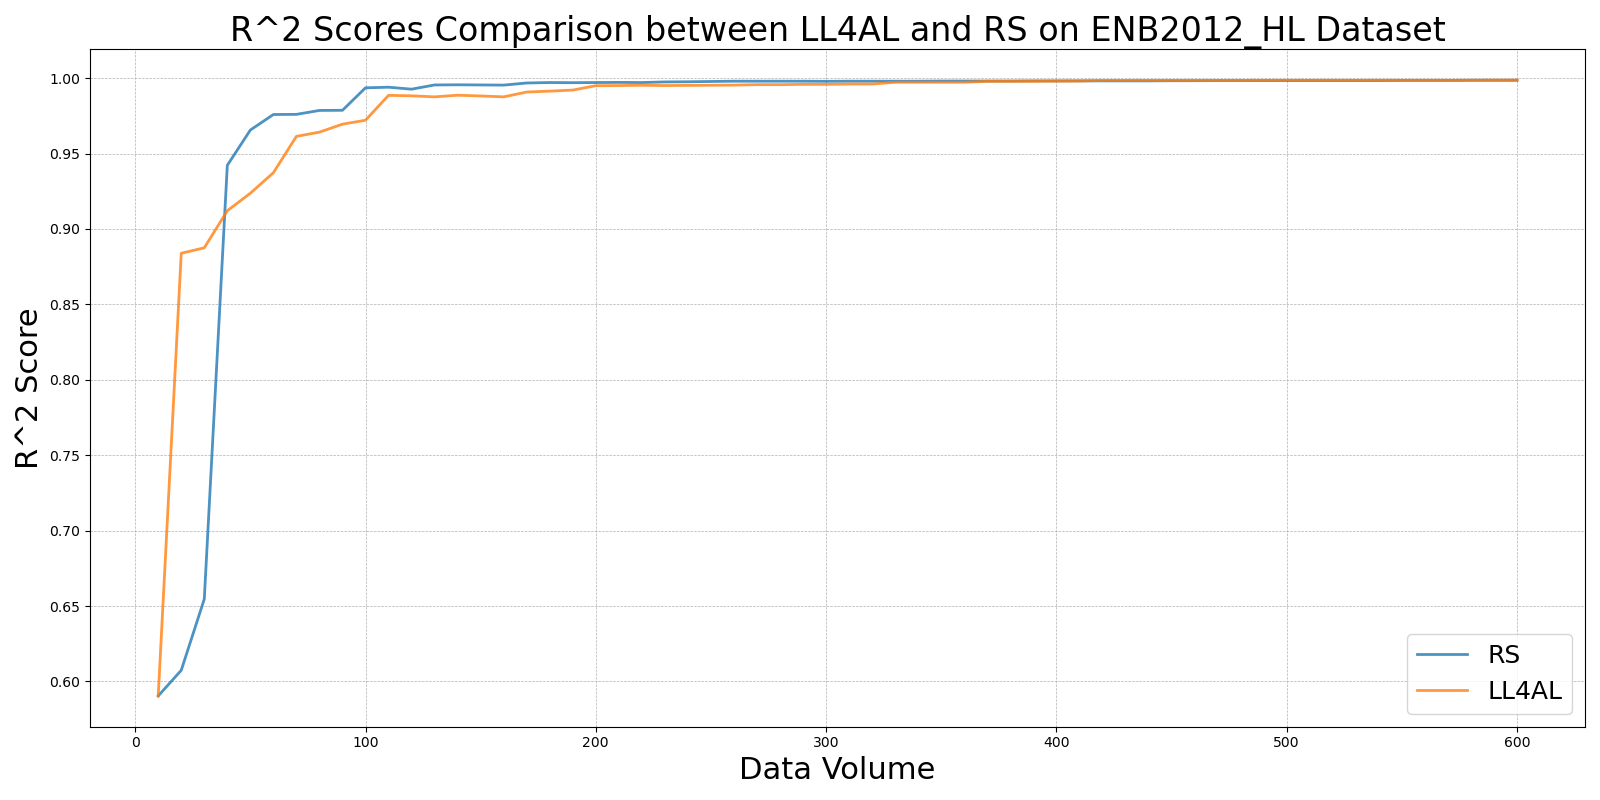 R^2 Scores Comparison between LL4AL and RS on ENB2012_HL Dataset
R^2 Score
1.00
0.95
0.90
0.85
0.80
0.75
0.70
0.65
0.60
RS
LL4AL
0 100 200 300 400 500 600
Data Volume